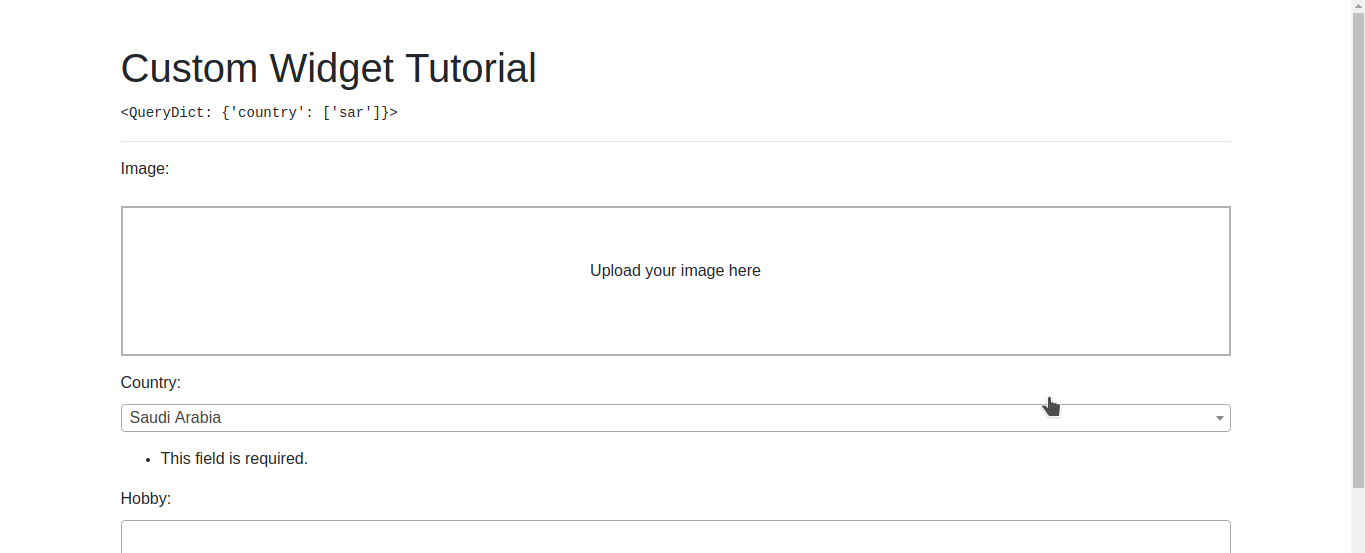 Custom Widget Tutorial
<QueryDict: {'country': ['sar']}>
Image:
Upload your image here
Country:
Saudi Arabia
This field is required.
Hobby: